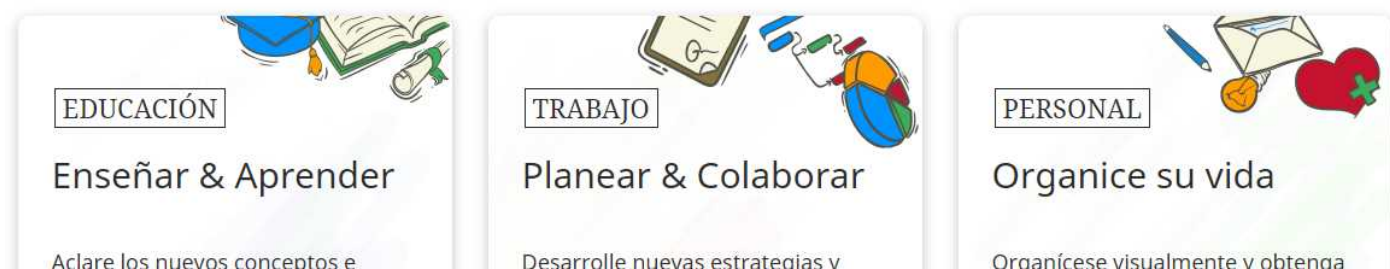 EDUCACIÓN
Enseñar & Aprender
Aclare los nuevos conceptos e
TRABAJO
Planear & Colaborar
Desarrolle nuevas estrategias y
PERSONAL
Organice su vida
Organícese visualmente y obtenga